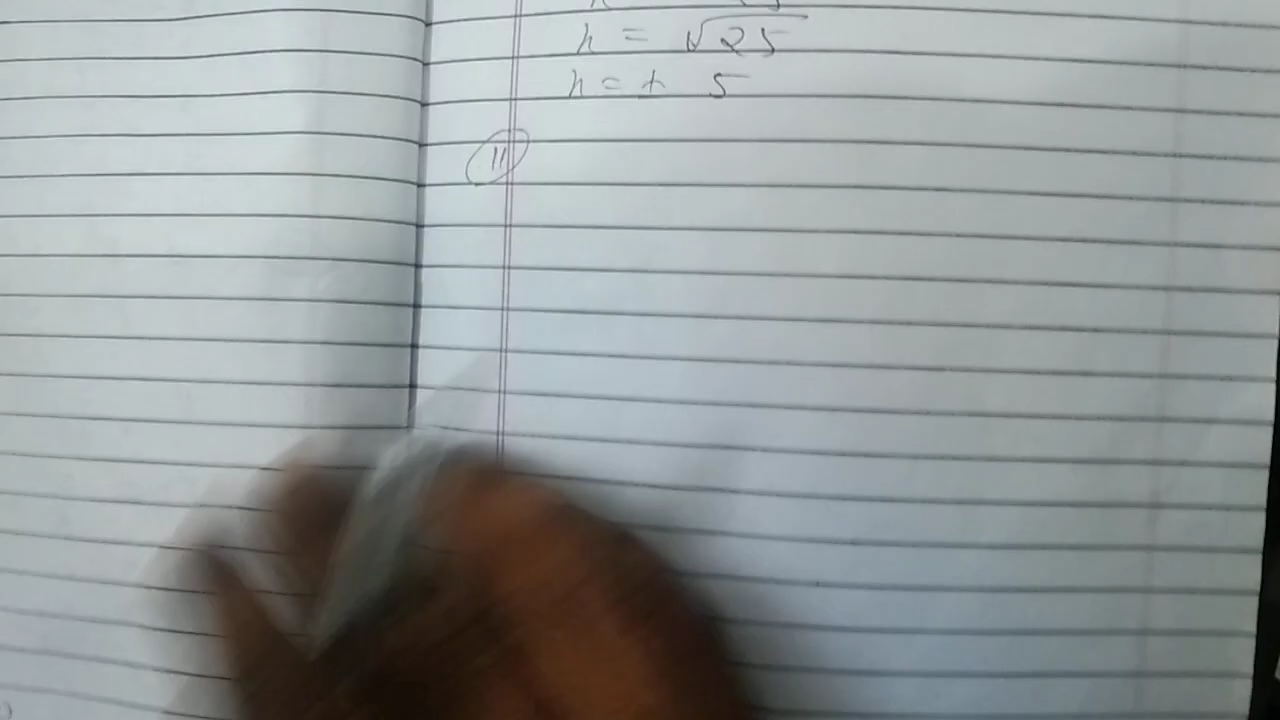 h = √25
h = ± 5
11